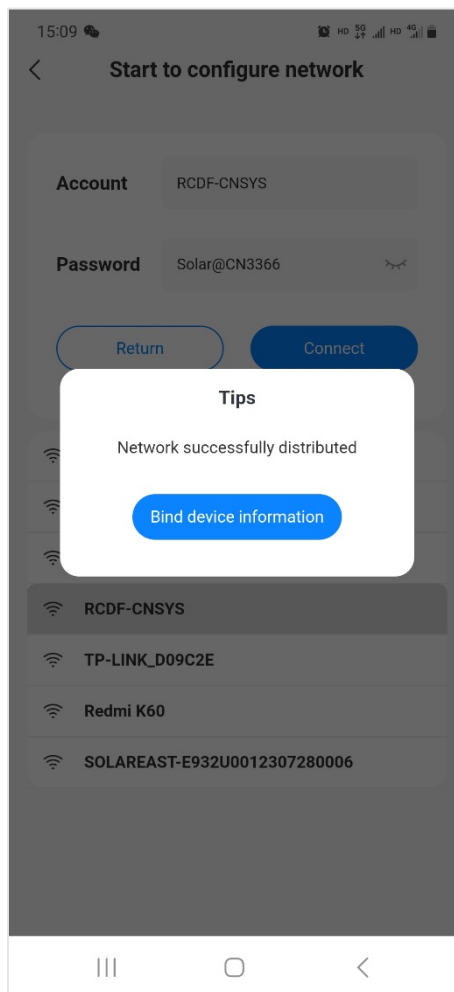 15:09 HD 5G HD 4G
Start to configure network
Account RCDF-CNSYS
Password Solar@CN3366
Return Connect
Tips
Network successfully distributed
Bind device information
RCDF-CNSYS
TP-LINK_D09C2E
Redmi K60
SOLAREAST-E932U0012307280006